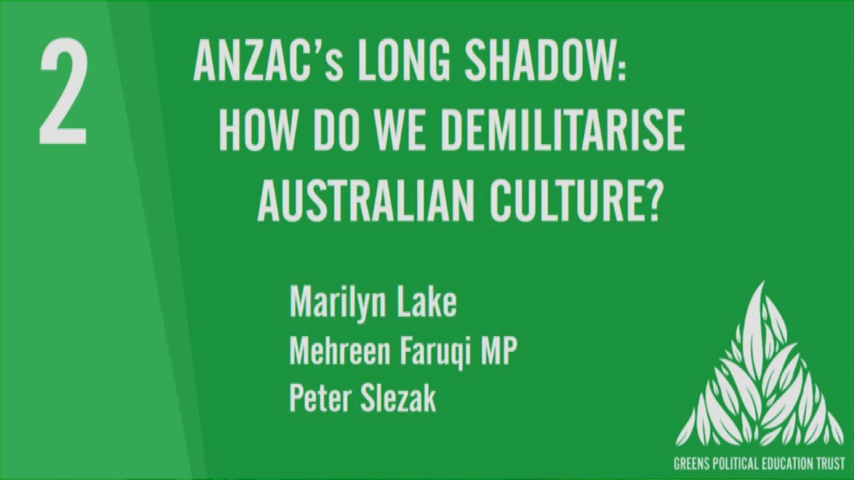 2
ANZAC's LONG SHADOW:
HOW DO WE DEMILITARISE
AUSTRALIAN CULTURE?
Marilyn Lake
Mehreen Faruqi MP
Peter Slezak
GREENS POLITICAL EDUCATION TRUST